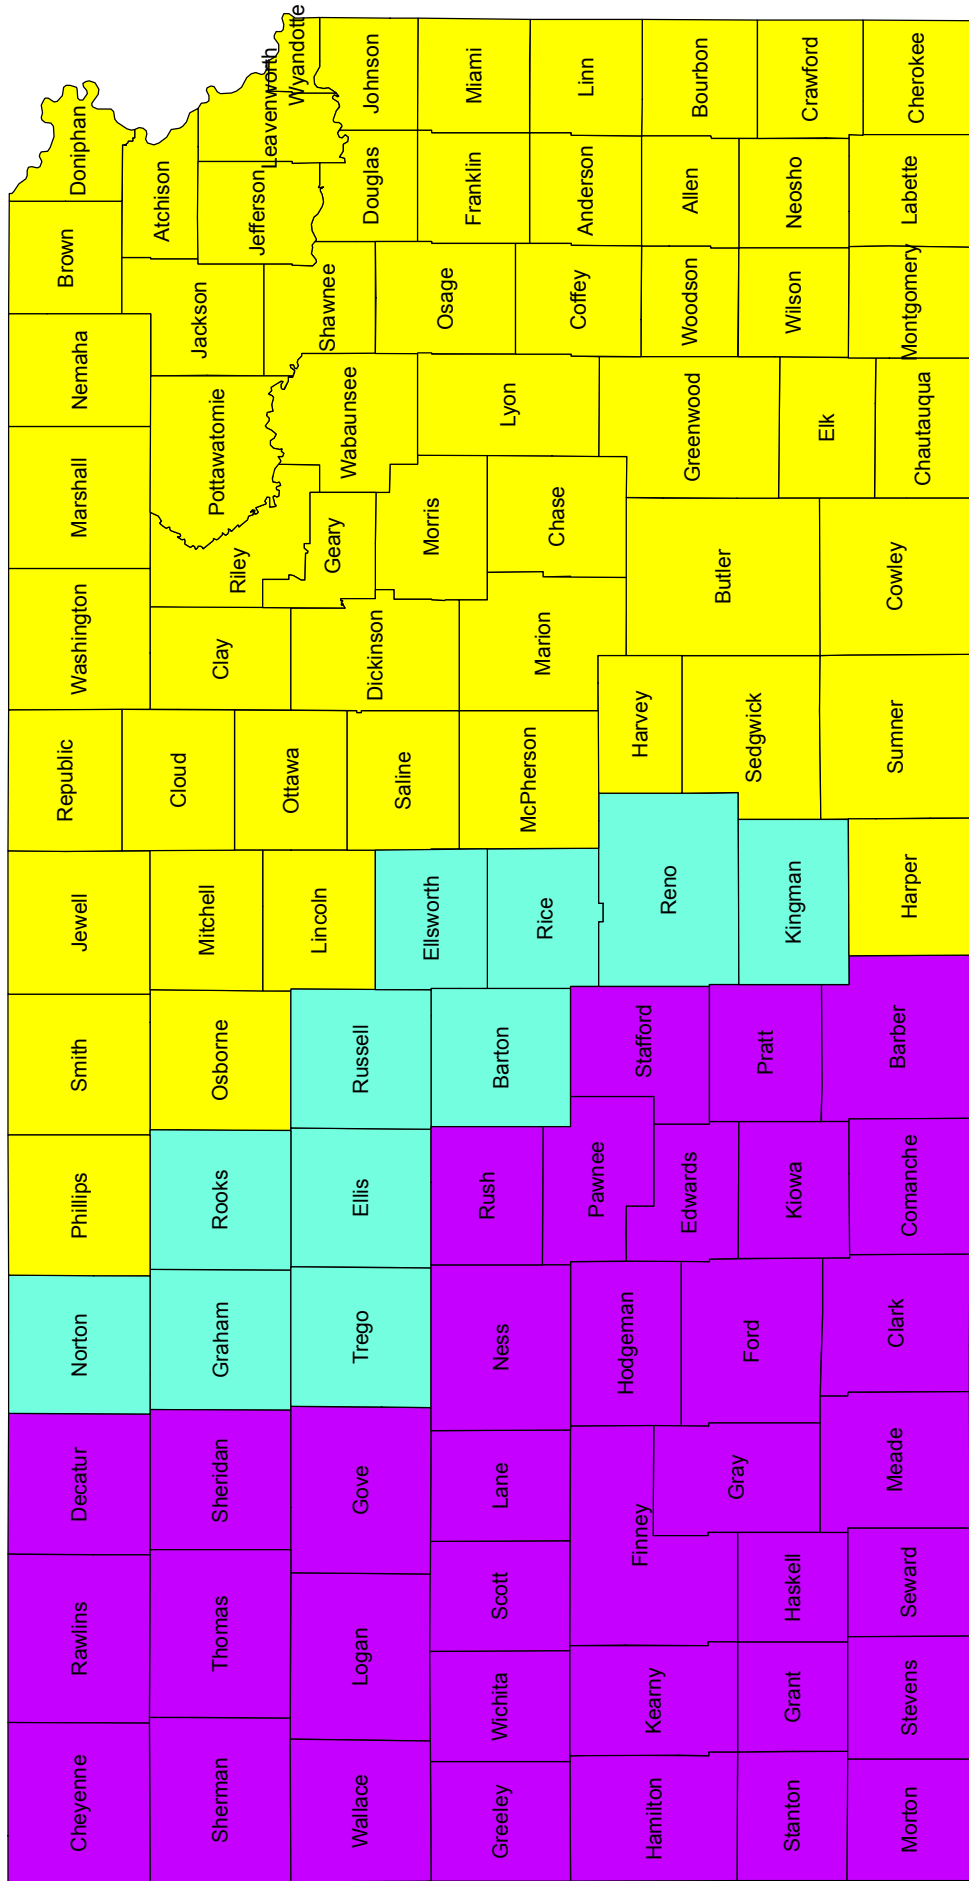 Cheyenne
Rawlins
Decatur
Norton
Phillips
Smith
Jewell
Republic
Washington
Marshall
Nemaha
Brown
Doniphan
Sherman
Thomas
Sheridan
Graham
Rooks
Osborne
Mitchell
Cloud
Clay
Riley
Pottawatomie
Jackson
Atchison
Jefferson
Leavenworth
Wyandotte
Wallace
Logan
Gove
Trego
Ellis
Russell
Lincoln
Ottawa
Saline
Dickinson
Geary
Wabaunsee
Shawnee
Douglas
Johnson
Greeley
Wichita
Scott
Lane
Ness
Rush
Barton
Ellsworth
Rice
McPherson
Marion
Morris
Chase
Lyon
Osage
Coffey
Franklin
Anderson
Miami
Linn
Hamilton
Kearny
Finney
Gray
Hodgeman
Pawnee
Edwards
Stafford
Reno
Harvey
Sedgwick
Butler
Greenwood
Woodson
Allen
Bourbon
Stanton
Grant
Haskell
Ford
Kiowa
Pratt
Kingman
Elk
Wilson
Neosho
Crawford
Morton
Stevens
Seward
Meade
Clark
Comanche
Barber
Harper
Sumner
Cowley
Chautauqua
Montgomery
Labette
Cherokee